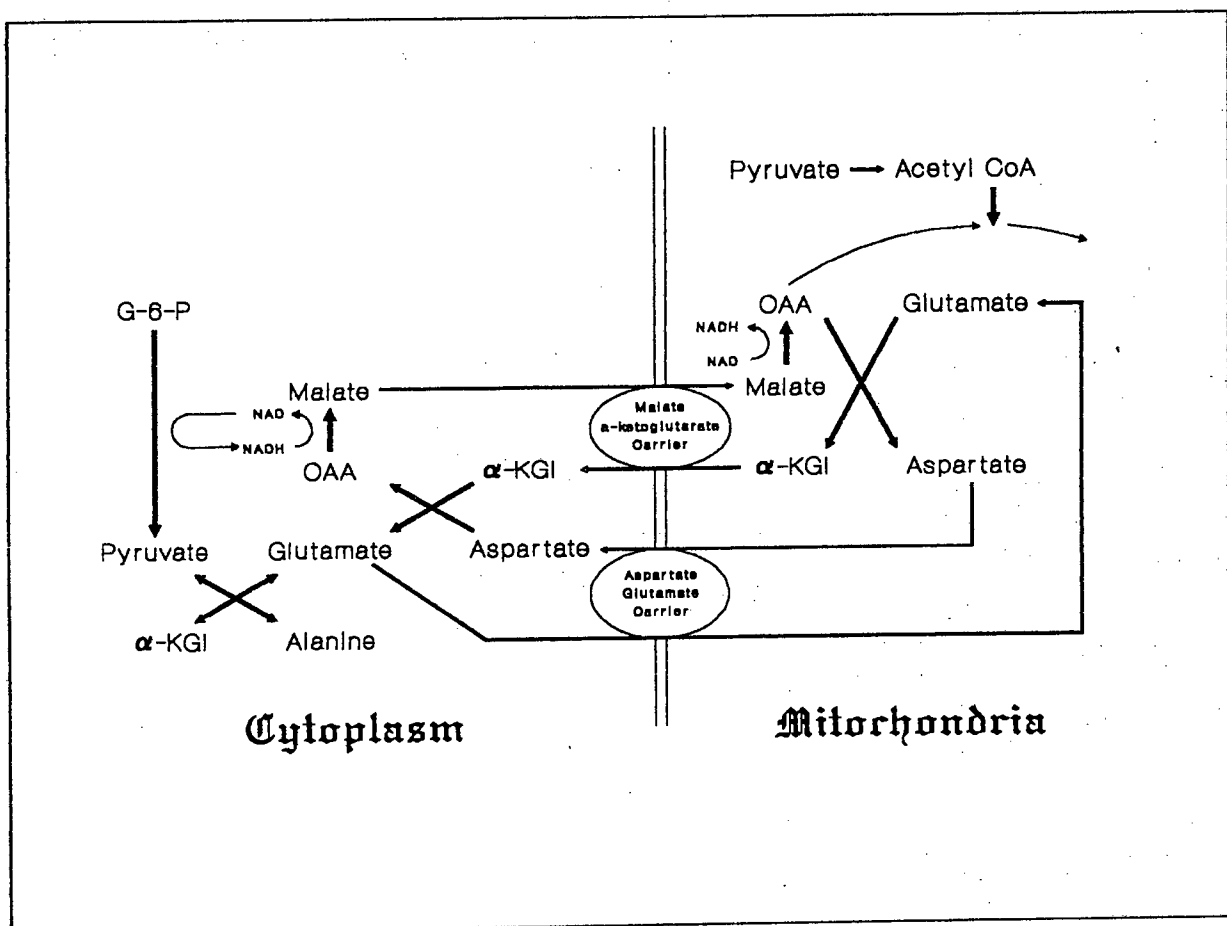 Pyruvate
Acetyl CoA
G-6-P
OAA
Glutamate
NADH
NAD
Malate
Malate
NAD
NADH
OAA
Malate
a-ketoglutarate
Carrier
α-KGl
α-KGl
Aspartate
Pyruvate
Glutamate
Aspartate
Aspartate
Glutamate
Carrier
α-KGl
Alanine
Cytoplasm
Mitochondria